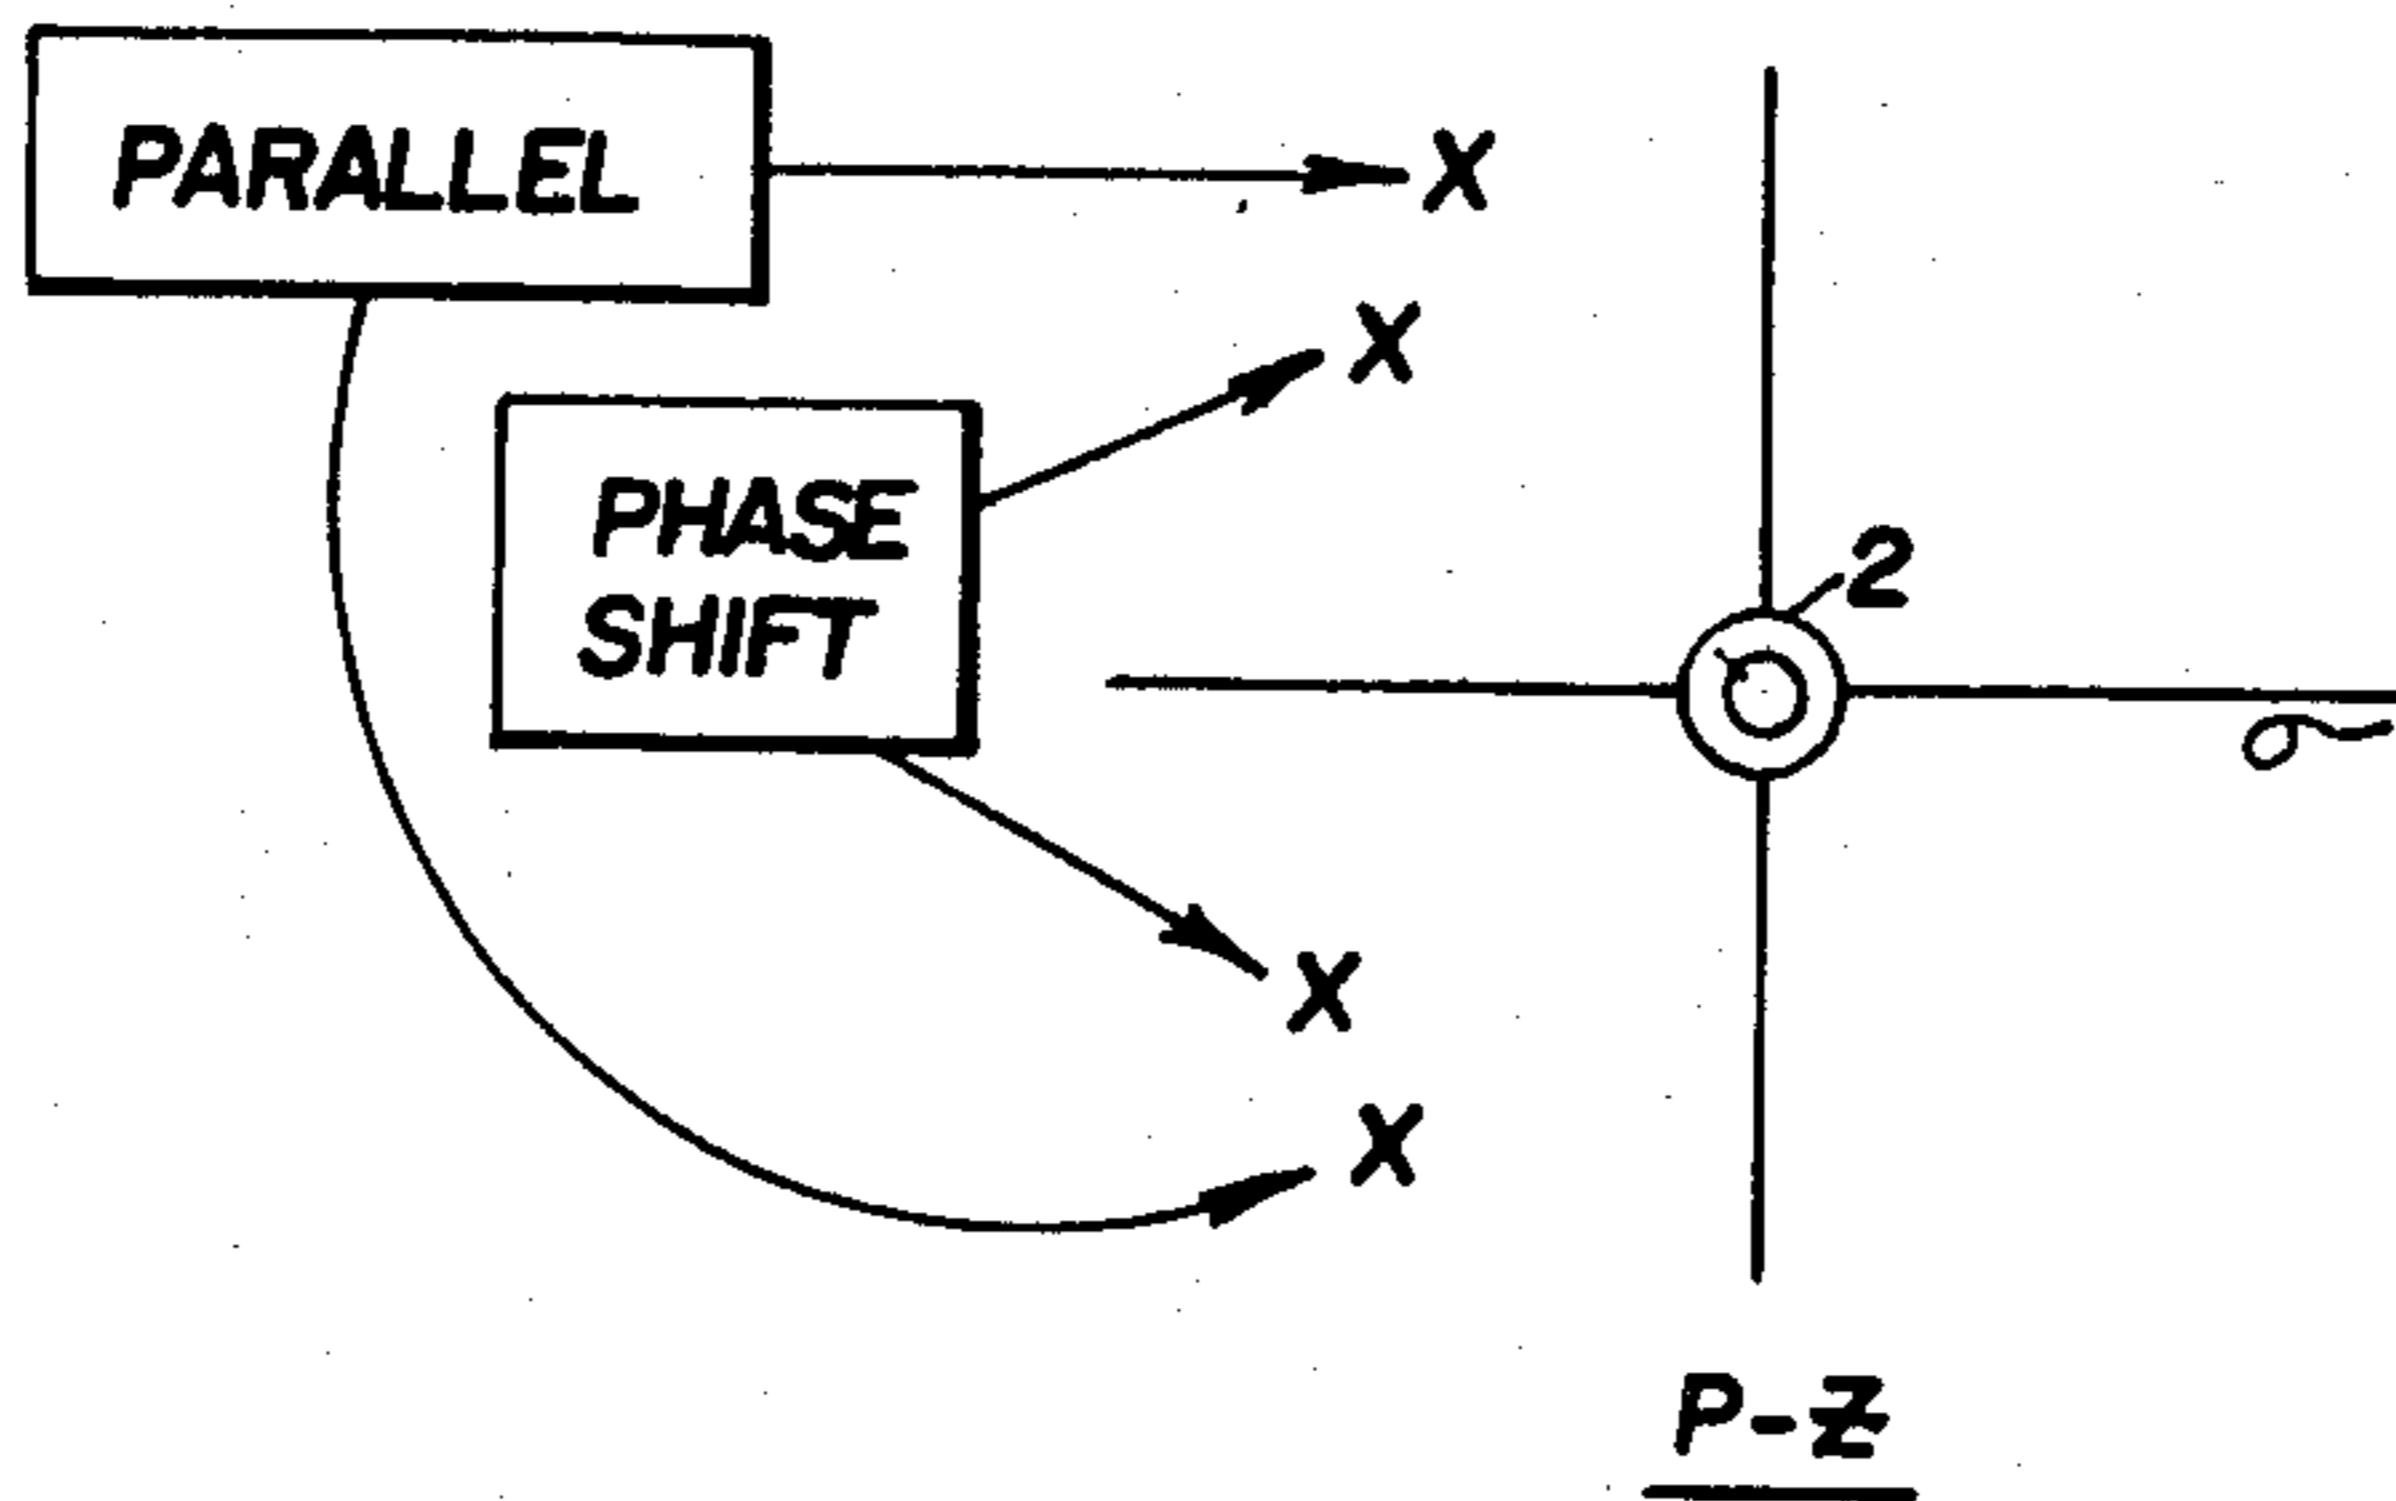 PARALLEL
X
X
PHASE
SHIFT
2
σ
X
X
P-Z